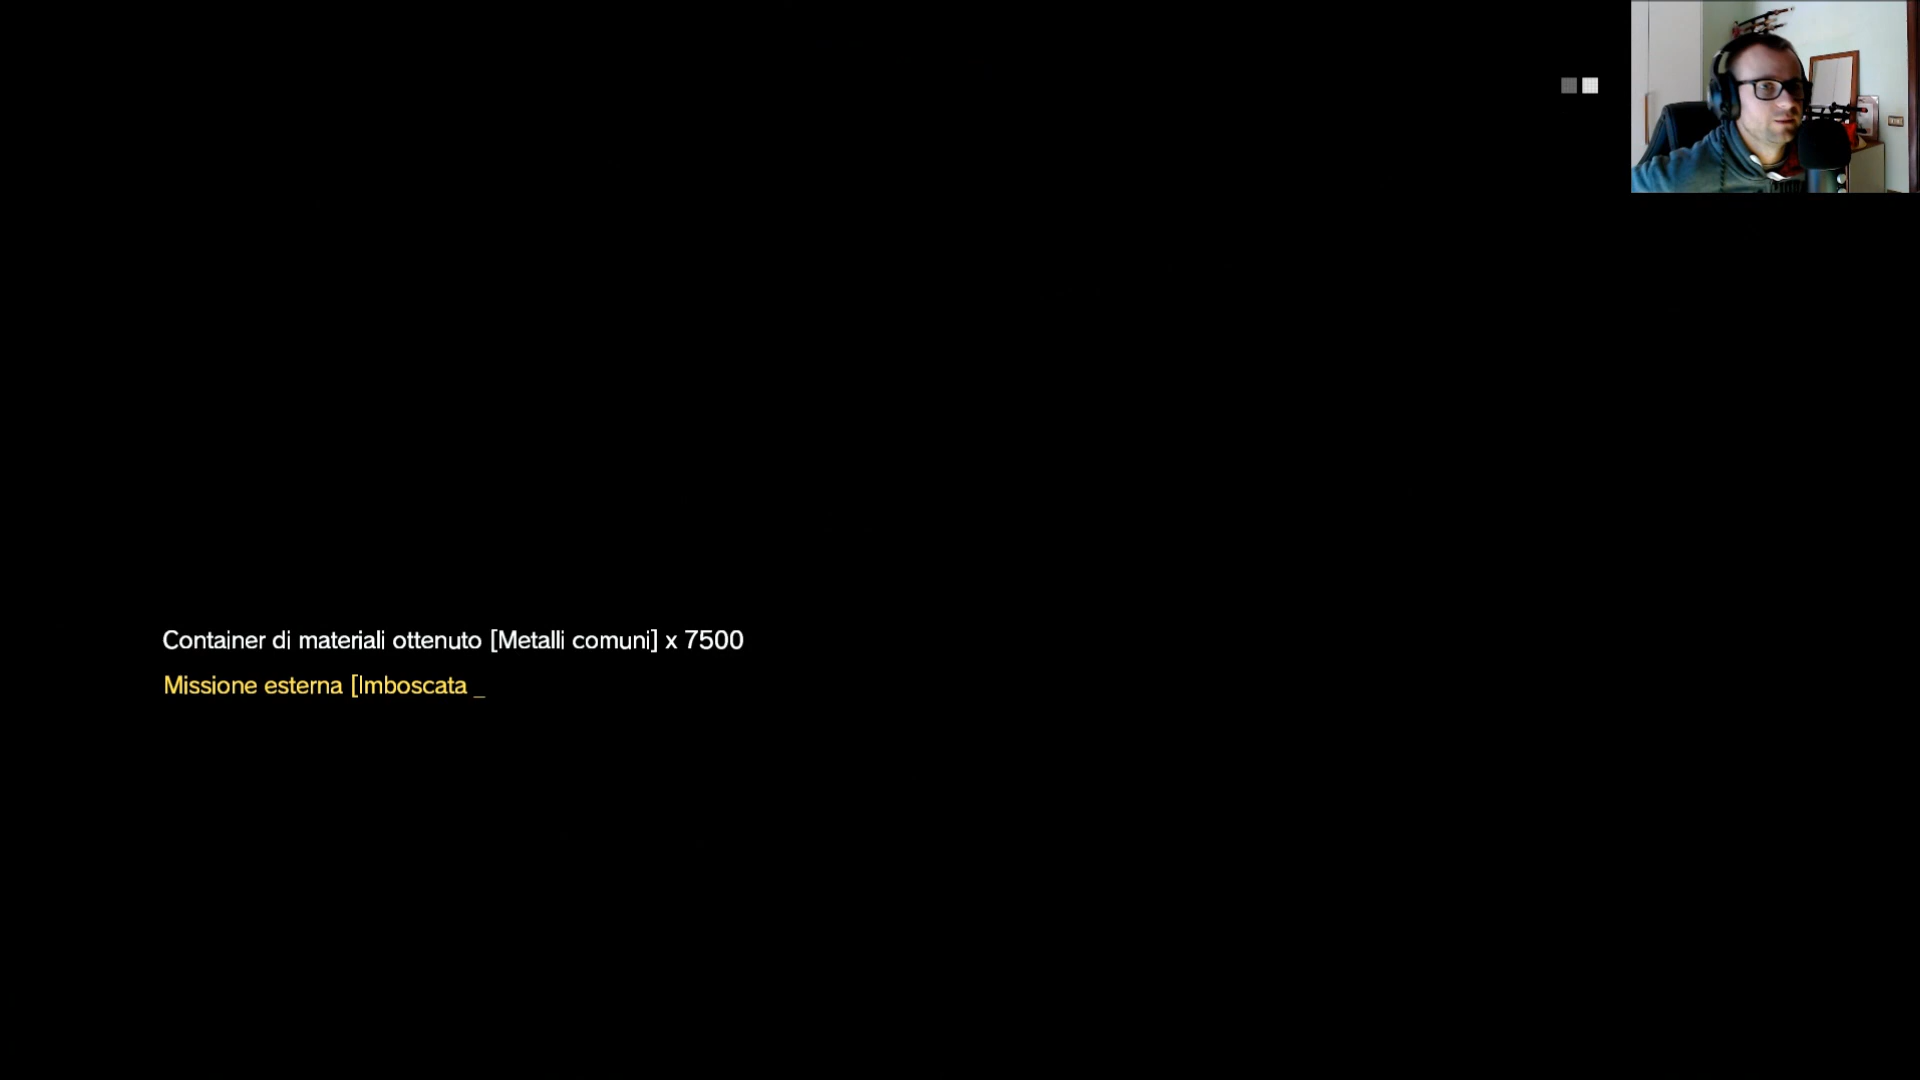 Container di materiali ottenuto [Metalli comuni] x 7500
Missione esterna [Imboscata _